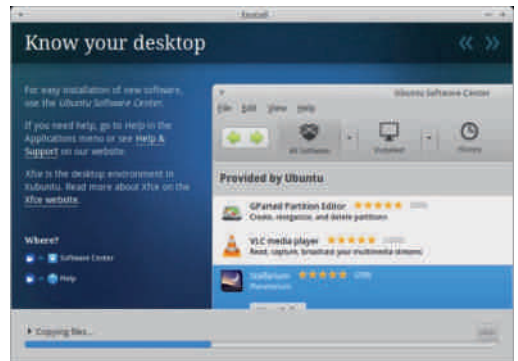 Install
Know your desktop
For easy installation of new software,
use the Ubuntu Software Center.
If you need help, go to Help in the
Applications menu or see Help &
Support on our website.
Xfce is the desktop environment in
Xubuntu. Read more about Xfce on the
Xfce website.
Where?
Software Center
Help
Ubuntu Software Center
File Edit View Help
All Software Installed History
Provided by Ubuntu
GParted Partition Editor
Create, reorganize, and delete partitions
VLC media player
Read, capture, broadcast your multimedia streams
Stellarium
Planetarium
Copying files...